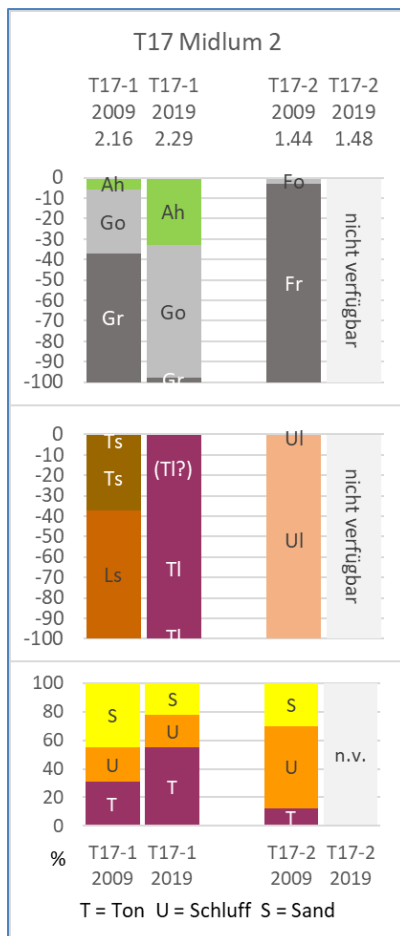 T17 Midlum 2
T17-1 T17-1 T17-2 T17-2
2009 2019 2009 2019
2.16 2.29 1.44 1.48
0
-10
-20
-30
-40
-50
-60
-70
-80
-90
-100
Ah
Go
Gr
Ah
Go
Gr
Fo
Fr
nicht verfügbar
0
-10
-20
-30
-40
-50
-60
-70
-80
-90
-100
Ts
Ts
Ls
(Tl?)
Tl
Tl
Ul
Ul
nicht verfügbar
100
80
60
40
20
0
S
U
T
S
U
T
S
U
T
n.v.
% T17-1 T17-1 T17-2 T17-2
2009 2019 2009 2019
T = Ton U = Schluff S = Sand